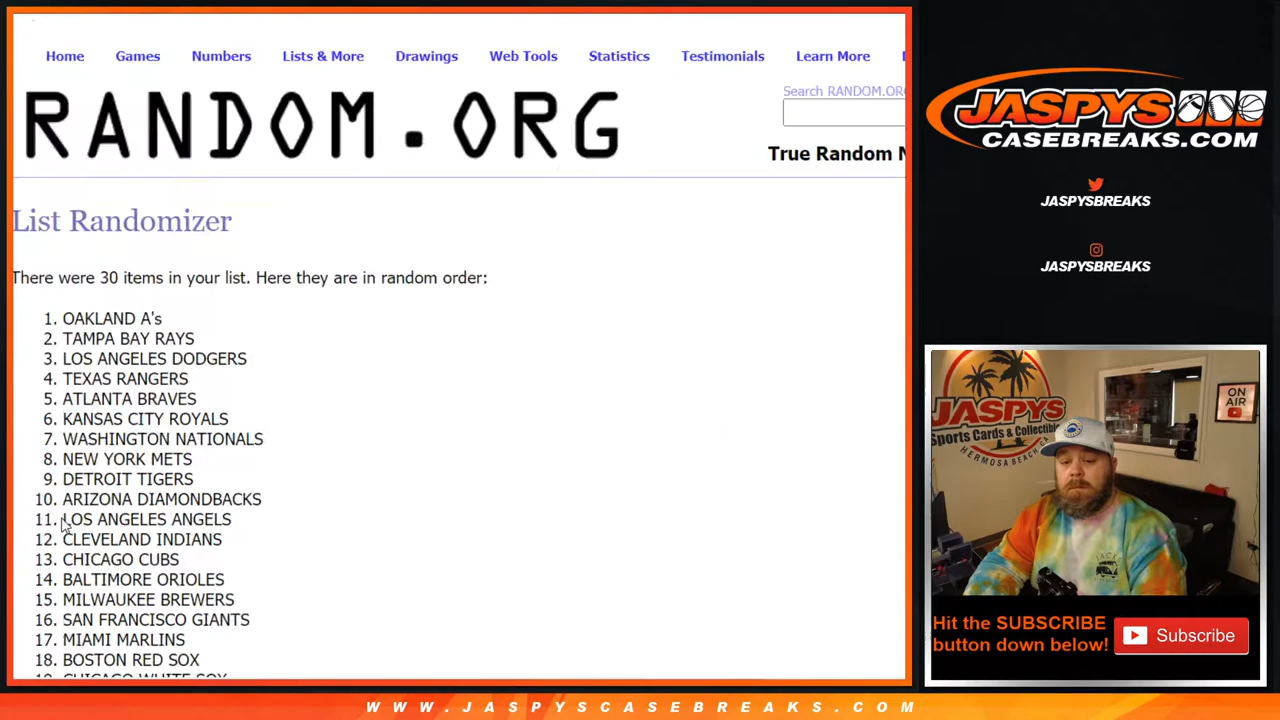 Home Games Numbers Lists & More Drawings Web Tools Statistics Testimonials Learn More
RANDOM.ORG
Search RANDOM.ORG
True Random N
List Randomizer
There were 30 items in your list. Here they are in random order:
1. OAKLAND A's
2. TAMPA BAY RAYS
3. LOS ANGELES DODGERS
4. TEXAS RANGERS
5. ATLANTA BRAVES
6. KANSAS CITY ROYALS
7. WASHINGTON NATIONALS
8. NEW YORK METS
9. DETROIT TIGERS
10. ARIZONA DIAMONDBACKS
11. LOS ANGELES ANGELS
12. CLEVELAND INDIANS
13. CHICAGO CUBS
14. BALTIMORE ORIOLES
15. MILWAUKEE BREWERS
16. SAN FRANCISCO GIANTS
17. MIAMI MARLINS
18. BOSTON RED SOX
19. CHICAGO WHITE SOX
JASPYS
CASEBREAKS.COM
JASPYSBREAKS
JASPYSBREAKS
JASPYS
Sports Cards & Collectible
HERMOSA BEACH CA
ON
AIR
Hit the SUBSCRIBE
button down below!
Subscribe
WWW.JASPYSCASEBREAKS.COM